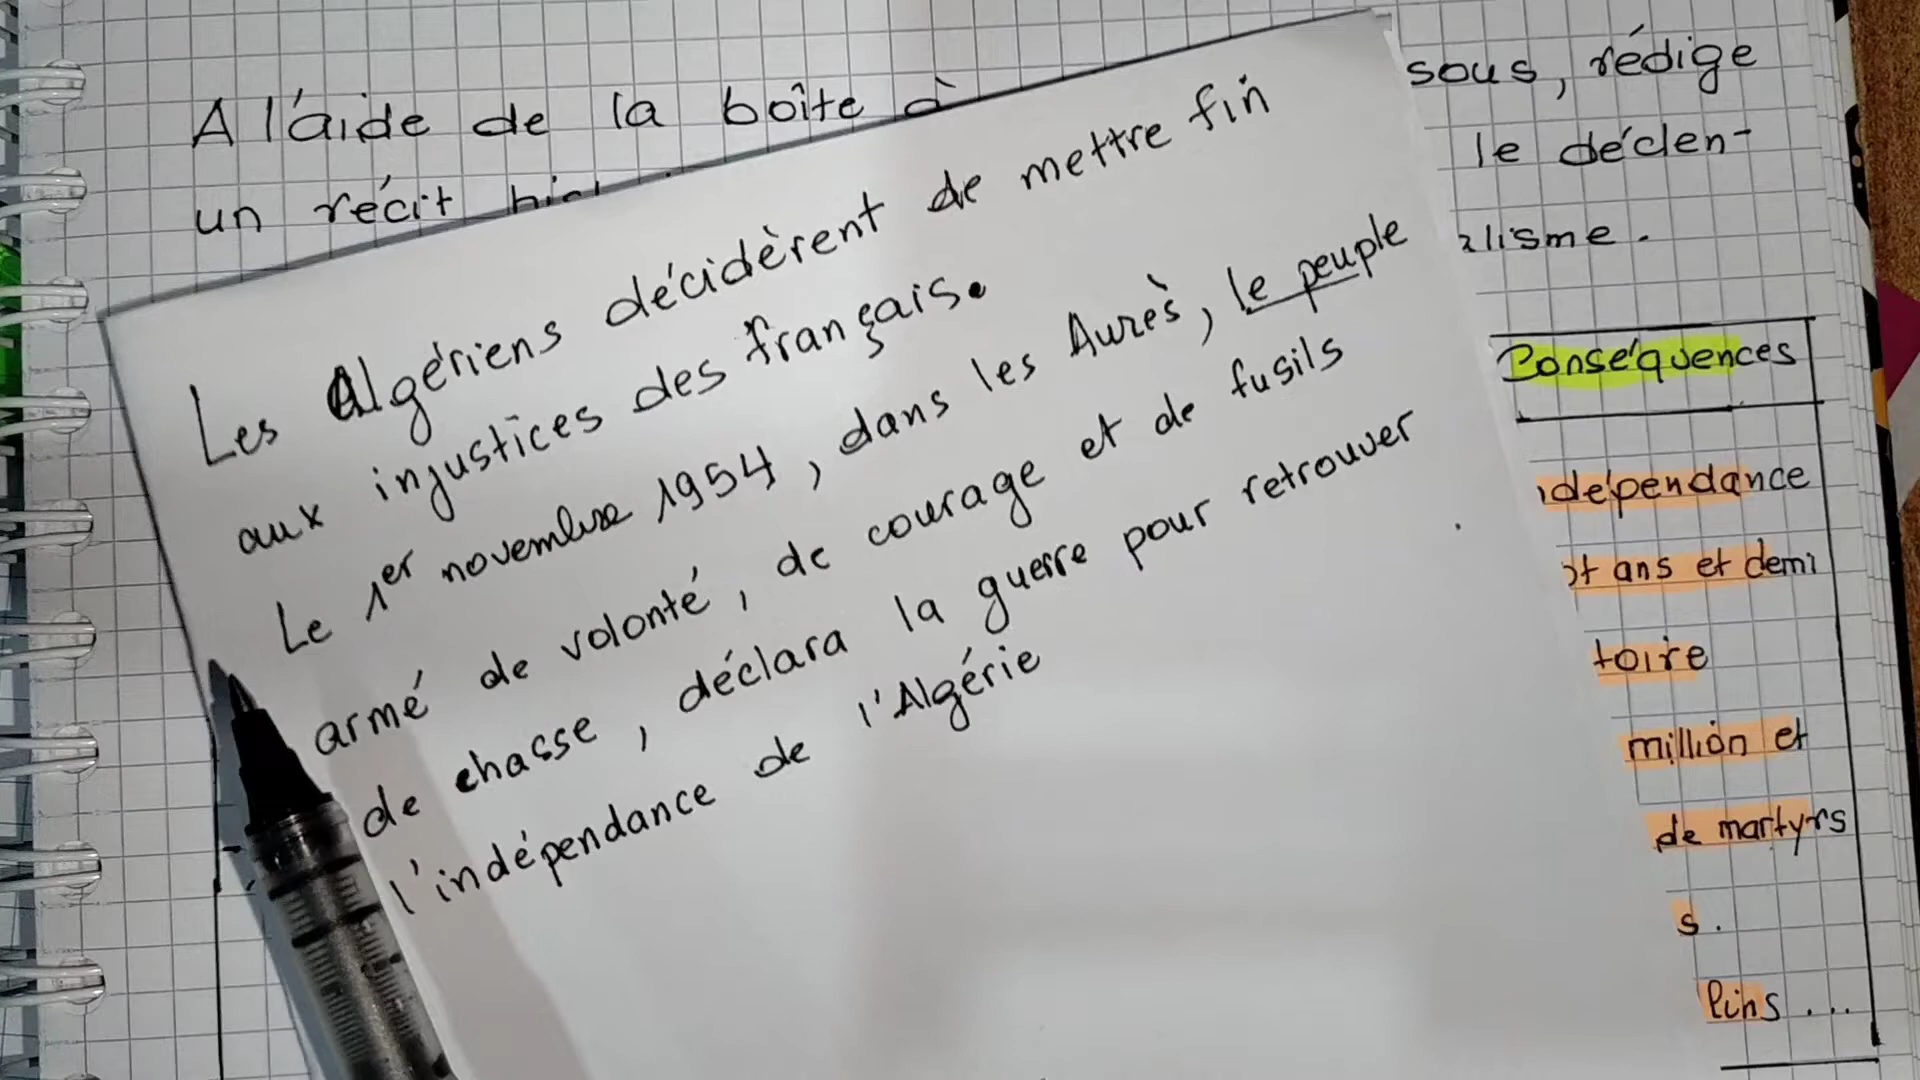 A l'aide de la boîte à
sous, rédige
un récit
le déclen-
alisme.
Les Algériens décidèrent de mettre fin
aux injustices des français.
Le 1er novembre 1954, dans les Aurès, le peuple
armé de volonté, de courage et de fusils
de chasse, déclara la guerre pour retrouver
l'indépendance de l'Algérie
Conséquences
dépendance
pt ans et demi
toire
million et
de martyrs
s.
lins ...